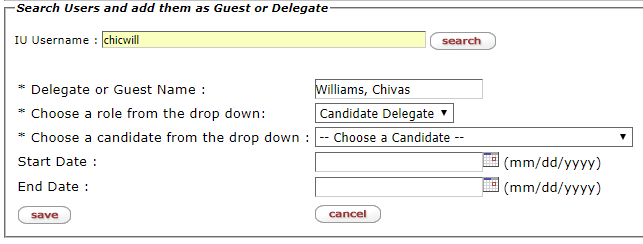 Search Users and add them as Guest or Delegate
IU Username : chicwill search
* Delegate or Guest Name : Williams, Chivas
* Choose a role from the drop down: Candidate Delegate
* Choose a candidate from the drop down : -- Choose a Candidate --
Start Date : (mm/dd/yyyy)
End Date : (mm/dd/yyyy)
save cancel